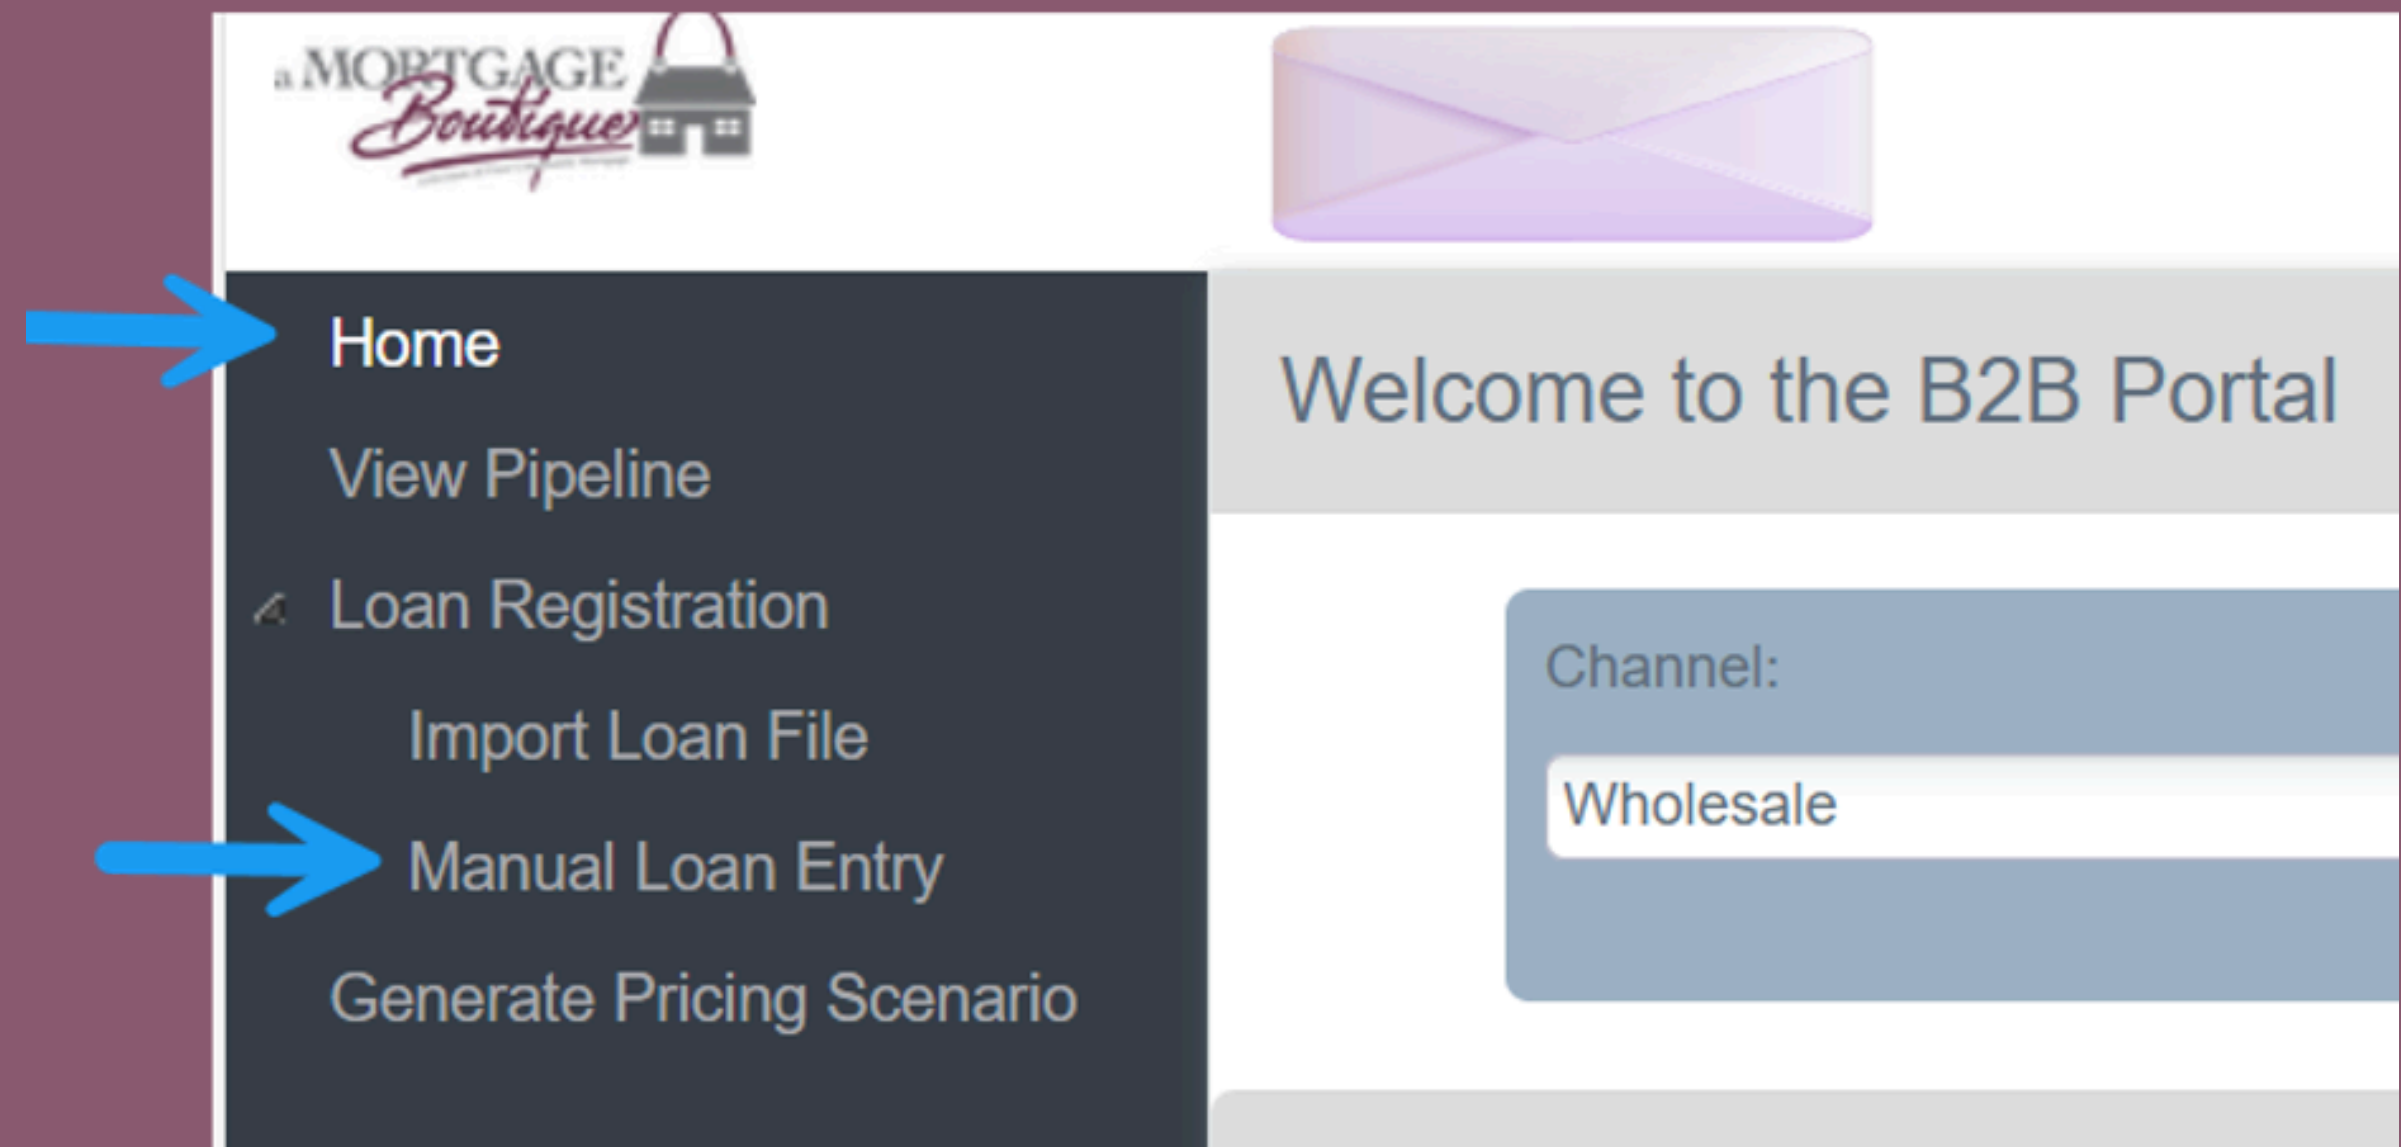 a MORTGAGE
Boutique
Home
View Pipeline
Loan Registration
Import Loan File
Manual Loan Entry
Generate Pricing Scenario
Welcome to the B2B Portal
Channel:
Wholesale